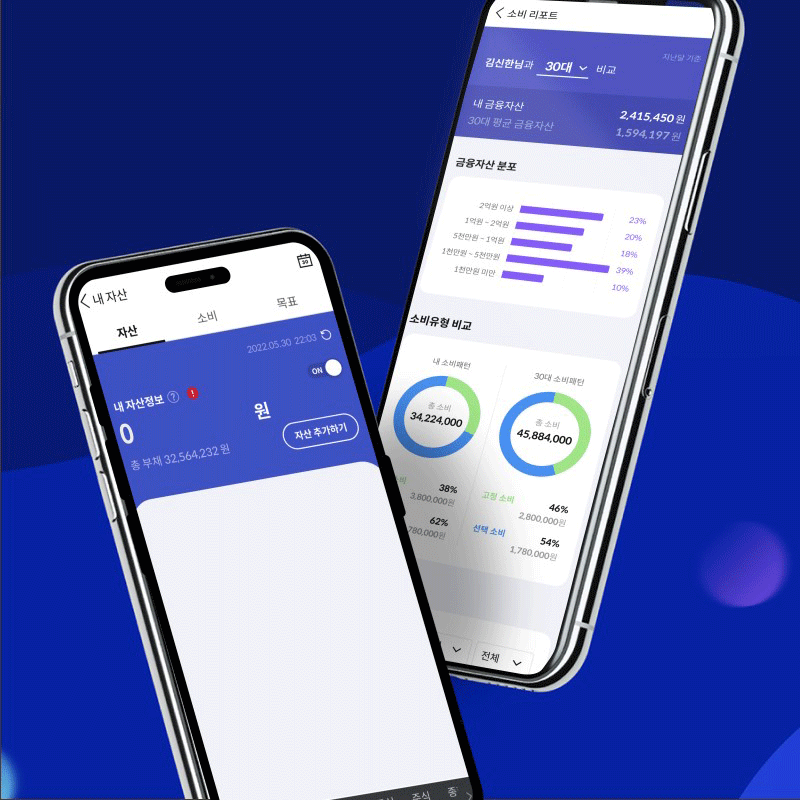 내 자산
30
자산
소비
목표
2022.05.30 22:03
ON
내 자산정보 ? !
0 원
총 부채 32,564,232 원
자산 추가하기
주식
소비 리포트
지난달 기준
김신한님과 30대 비교
내 금융자산 2,415,450 원
30대 평균 금융자산 1,594,197 원
금융자산 분포
2억원 이상 23%
1억원 ~ 2억원 20%
5천만원 ~ 1억원 18%
1천만원 ~ 5천만원 39%
1천만원 미만 10%
소비유형 비교
내 소비패턴
총 소비
34,224,000
38%
3,800,000원
62%
780,000원
30대 소비패턴
총 소비
45,884,000
고정 소비 46%
2,800,000원
선택 소비 54%
1,780,000원
전체